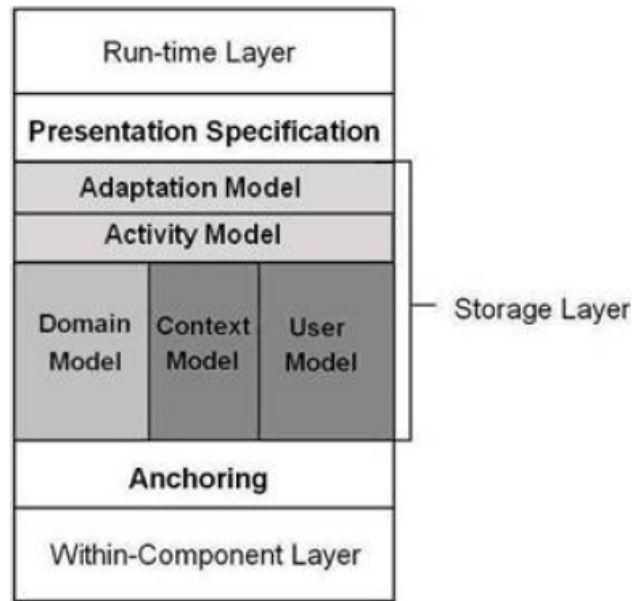 Run-time Layer
Presentation Specification
Adaptation Model
Activity Model
Domain
Model
Context
Model
User
Model
Storage Layer
Anchoring
Within-Component Layer